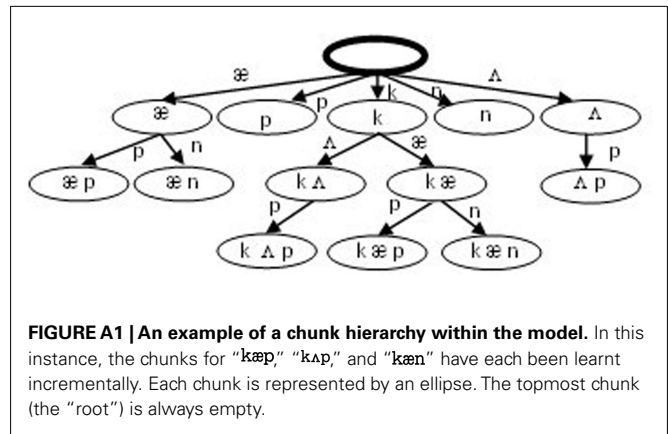 æ p k n Λ
æ p k n Λ
p n Λ æ p
æ p æ n k Λ k æ Λ p
p p n
k Λ p k æ p k æ n
FIGURE A1 | An example of a chunk hierarchy within the model. In this
instance, the chunks for “kæp,” “kʌp,” and “kæn” have each been learnt
incrementally. Each chunk is represented by an ellipse. The topmost chunk
(the “root”) is always empty.